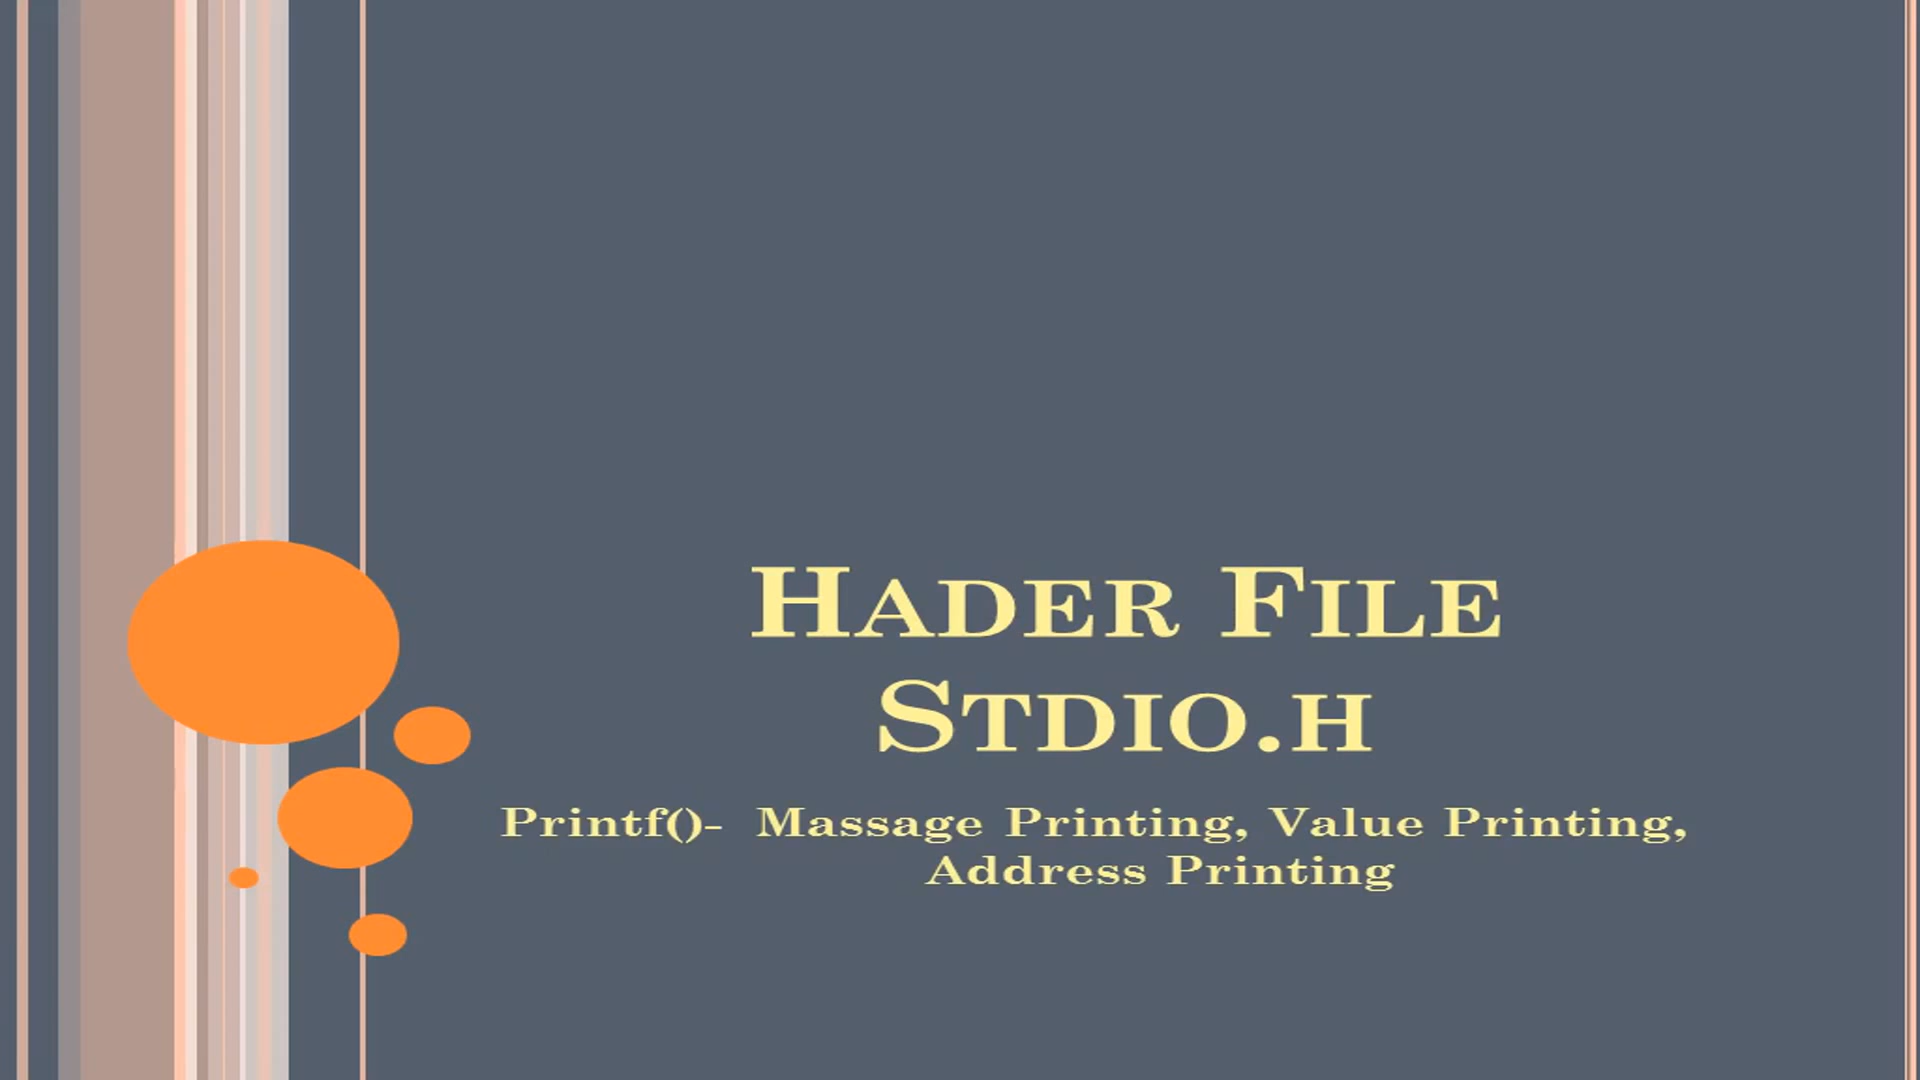 Hader File
Stdio.h
Printf()- Massage Printing, Value Printing,
Address Printing